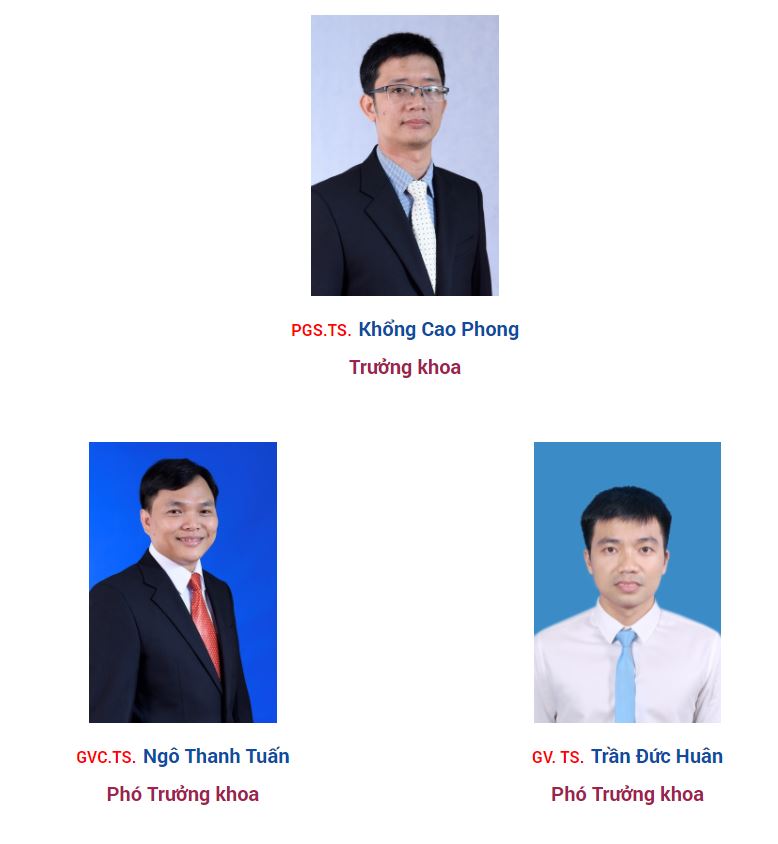 PGS.TS. Khổng Cao Phong
Trưởng khoa
GVC.TS. Ngô Thanh Tuấn
Phó Trưởng khoa
GV. TS. Trần Đức Huân
Phó Trưởng khoa